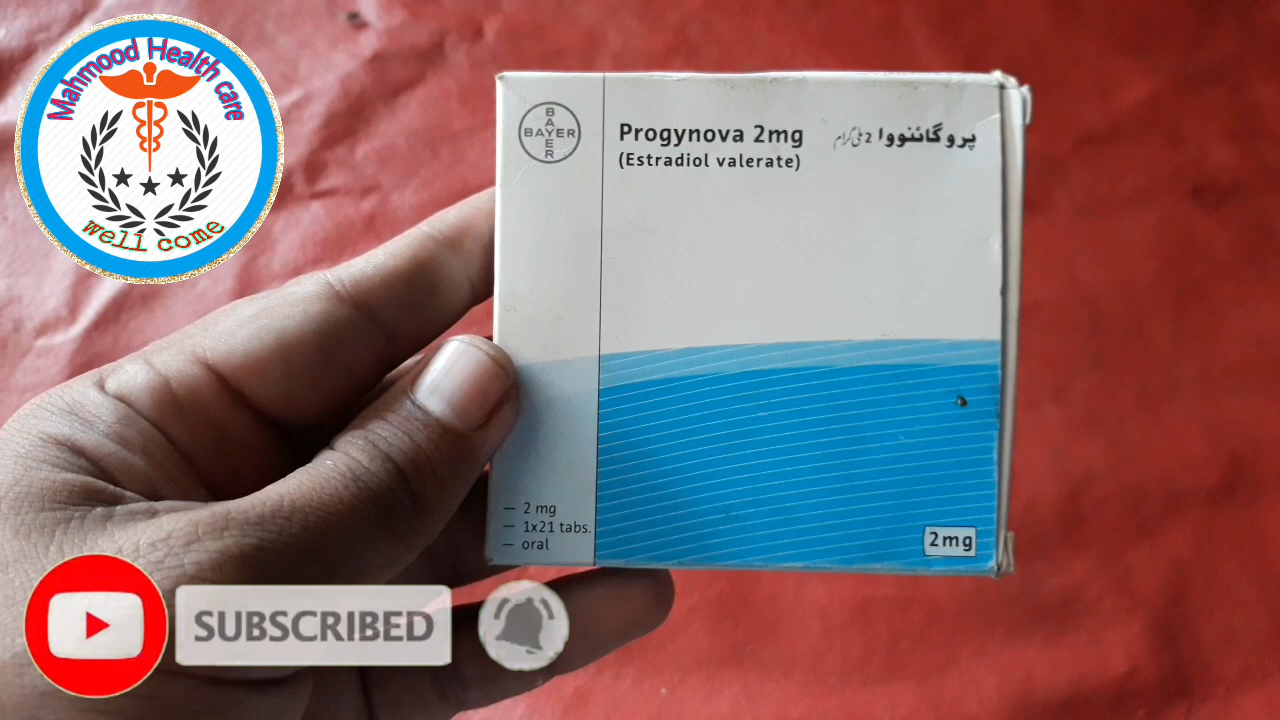 Mahmood Health care
well come
BAYER
BAYER
Progynova 2mg
(Estradiol valerate)
پروگائنووا 2 ملی گرام
— 2 mg
— 1x21 tabs.
— oral
2mg
SUBSCRIBED